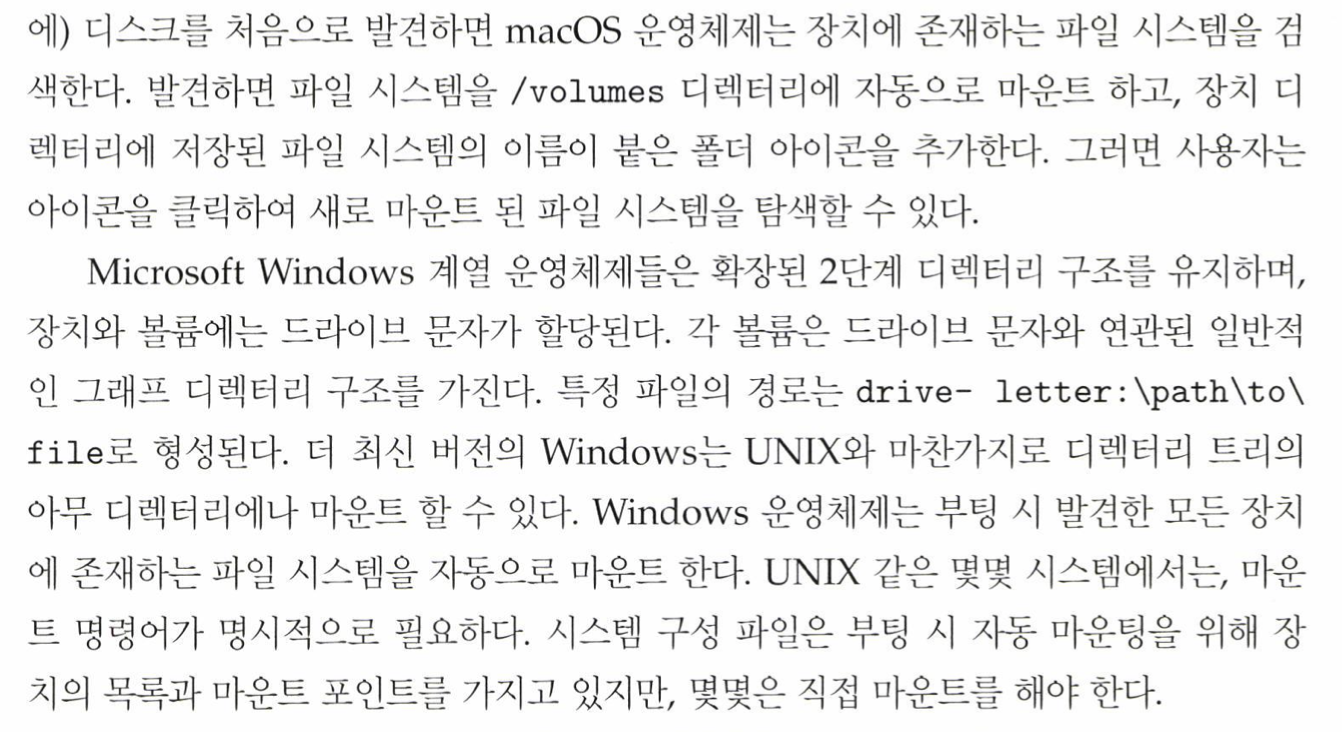 에) 디스크를 처음으로 발견하면 macOS 운영체제는 장치에 존재하는 파일 시스템을 검
색한다. 발견하면 파일 시스템을 /volumes 디렉터리에 자동으로 마운트 하고, 장치 디
렉터리에 저장된 파일 시스템의 이름이 붙은 폴더 아이콘을 추가한다. 그러면 사용자는
아이콘을 클릭하여 새로 마운트 된 파일 시스템을 탐색할 수 있다.
Microsoft Windows 계열 운영체제들은 확장된 2단계 디렉터리 구조를 유지하며,
장치와 볼륨에는 드라이브 문자가 할당된다. 각 볼륨은 드라이브 문자와 연관된 일반적
인 그래프 디렉터리 구조를 가진다. 특정 파일의 경로는 drive- letter:\path\to\
file로 형성된다. 더 최신 버전의 Windows는 UNIX와 마찬가지로 디렉터리 트리의
아무 디렉터리에나 마운트 할 수 있다. Windows 운영체제는 부팅 시 발견한 모든 장치
에 존재하는 파일 시스템을 자동으로 마운트 한다. UNIX 같은 몇몇 시스템에서는, 마운
트 명령어가 명시적으로 필요하다. 시스템 구성 파일은 부팅 시 자동 마운팅을 위해 장
치의 목록과 마운트 포인트를 가지고 있지만, 몇몇은 직접 마운트를 해야 한다.